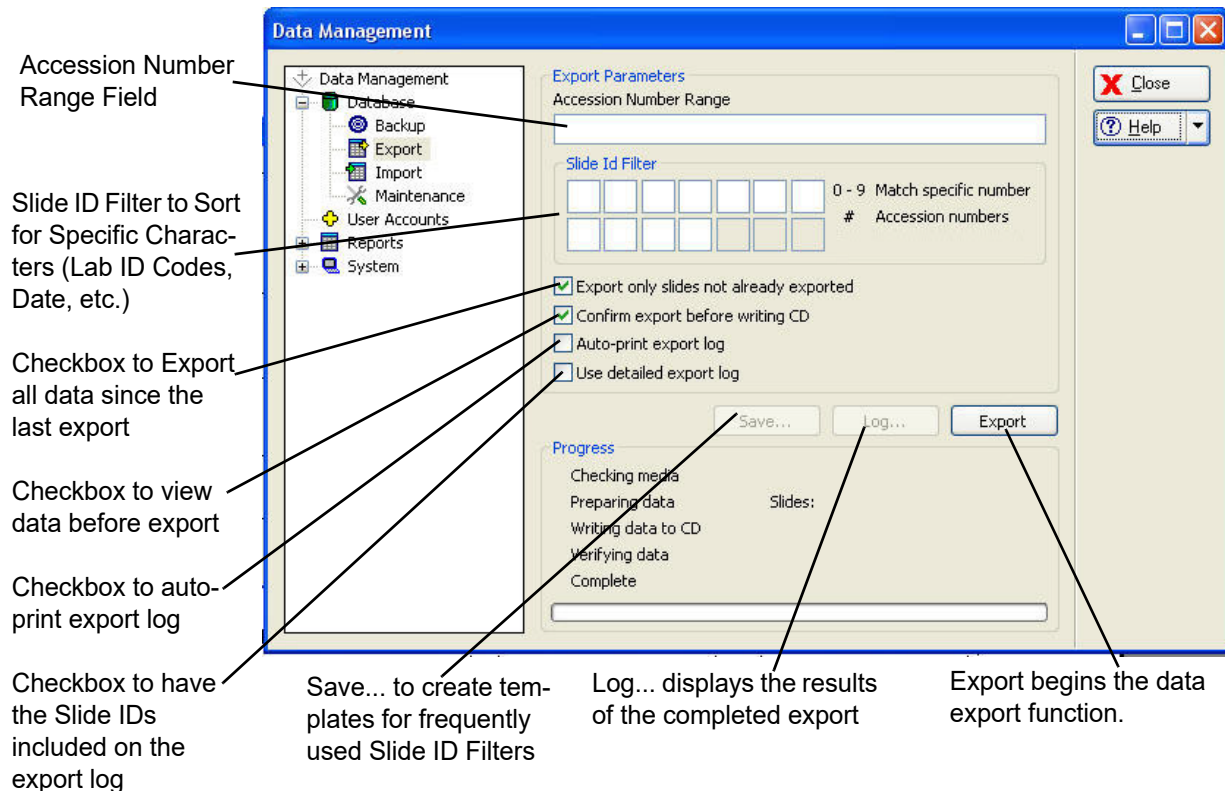 Data Management
Accession Number
Range Field
Slide ID Filter to Sort
for Specific Charac-
ters (Lab ID Codes,
Date, etc.)
Checkbox to Export
all data since the
last export
Checkbox to view
data before export
Checkbox to auto-
print export log
Checkbox to have
the Slide IDs
included on the
export log
Data Management
Database
Backup
Export
Import
Maintenance
User Accounts
Reports
System
Export Parameters
Accession Number Range
Slide Id Filter
0 - 9 Match specific number
# Accession numbers
Export only slides not already exported
Confirm export before writing CD
Auto-print export log
Use detailed export log
Save... Log... Export
Progress
Checking media
Preparing data Slides:
Writing data to CD
Verifying data
Complete
Close
? Help
Save... to create tem-
plates for frequently
used Slide ID Filters
Log... displays the results
of the completed export
Export begins the data
export function.